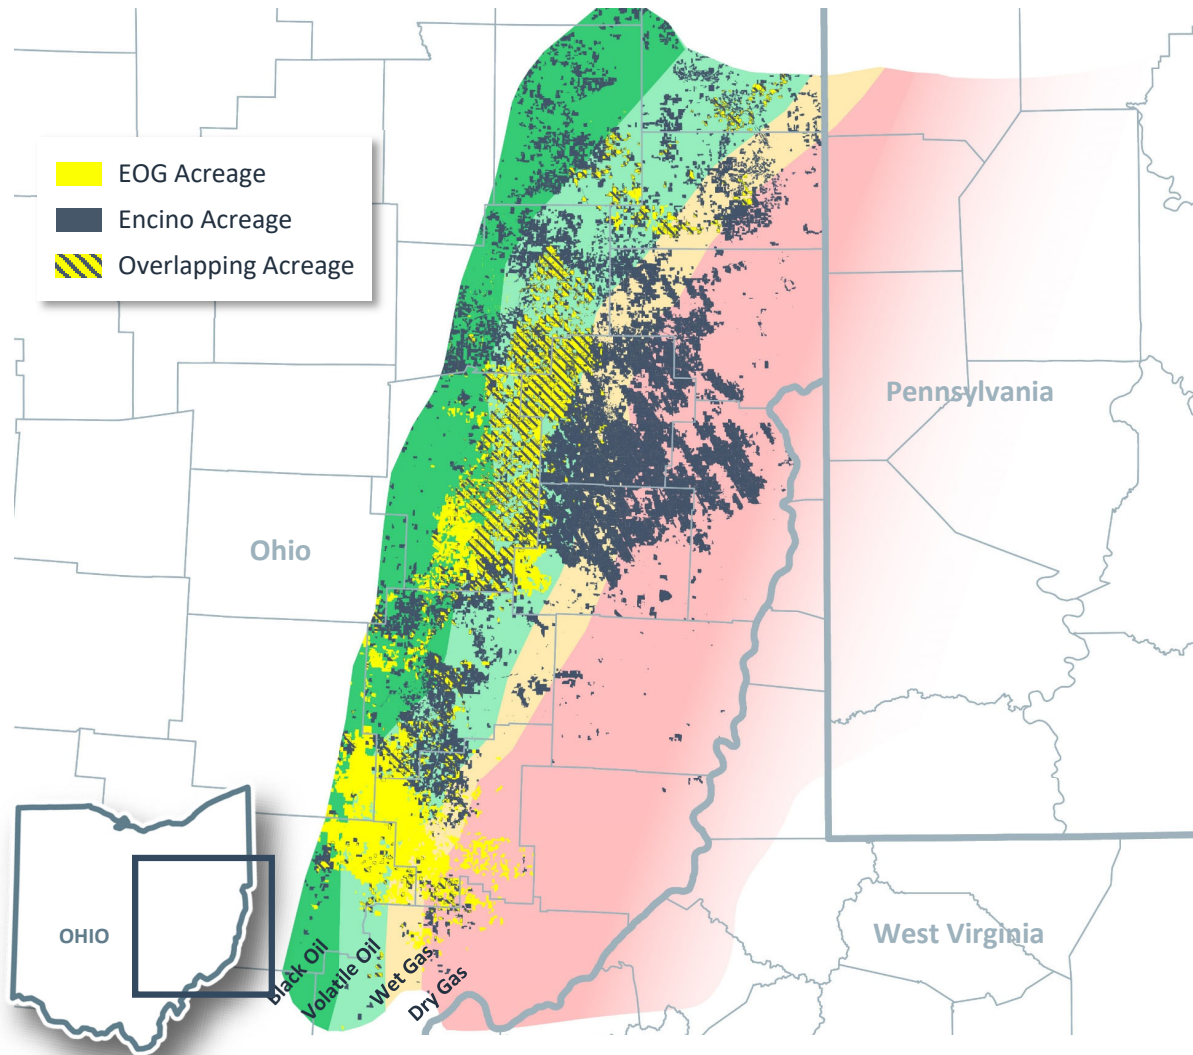 EOG Acreage
Encino Acreage
Overlapping Acreage
Pennsylvania
Ohio
West Virginia
OHIO
Black Oil
Volatile Oil
Wet Gas
Dry Gas